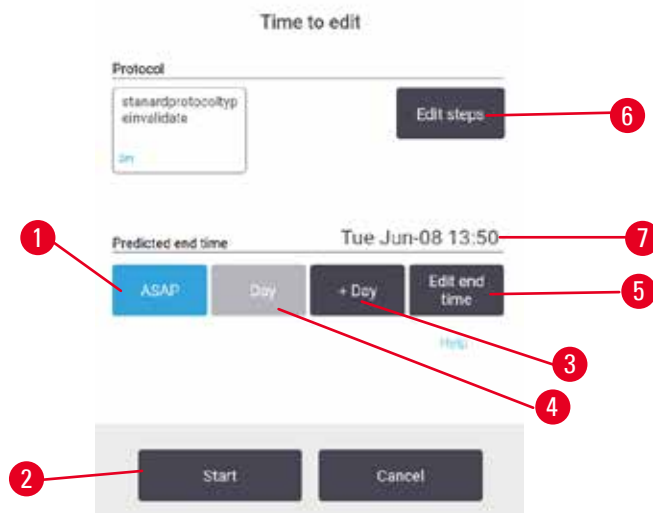 Time to edit
Protocol
stanardprotocoltyp
einvalidate
Edit steps
6
1
Predicted end time
Tue Jun-08 13:50
7
ASAP
Day
+ Day
Edit end
time
5
Help
3
4
2
Start
Cancel